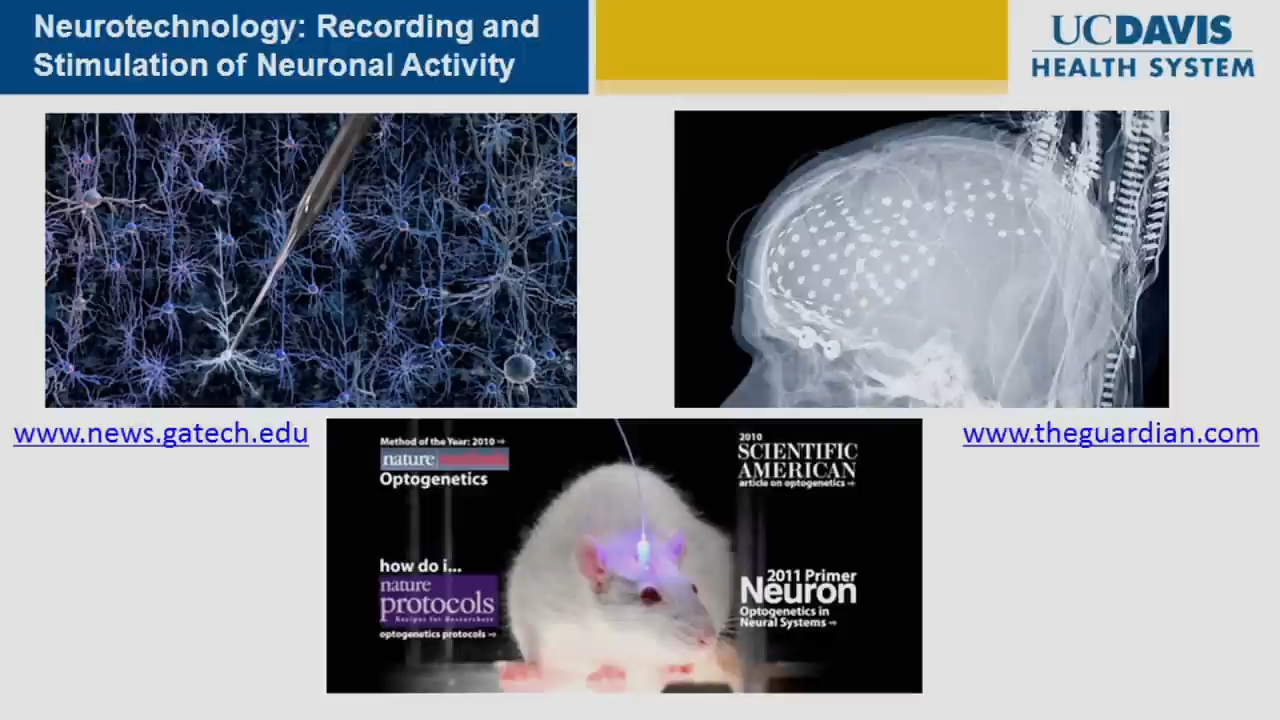 Neurotechnology: Recording and
Stimulation of Neuronal Activity
UCDAVIS
HEALTH SYSTEM
www.news.gatech.edu
www.theguardian.com
Method of the Year: 2010 →
nature methods
Optogenetics
2010
SCIENTIFIC
AMERICAN
article on optogenetics →
how do i...
nature
protocols
Recipes for Researchers
optogenetics protocols →
2011 Primer
Neuron
Optogenetics in
Neural Systems →